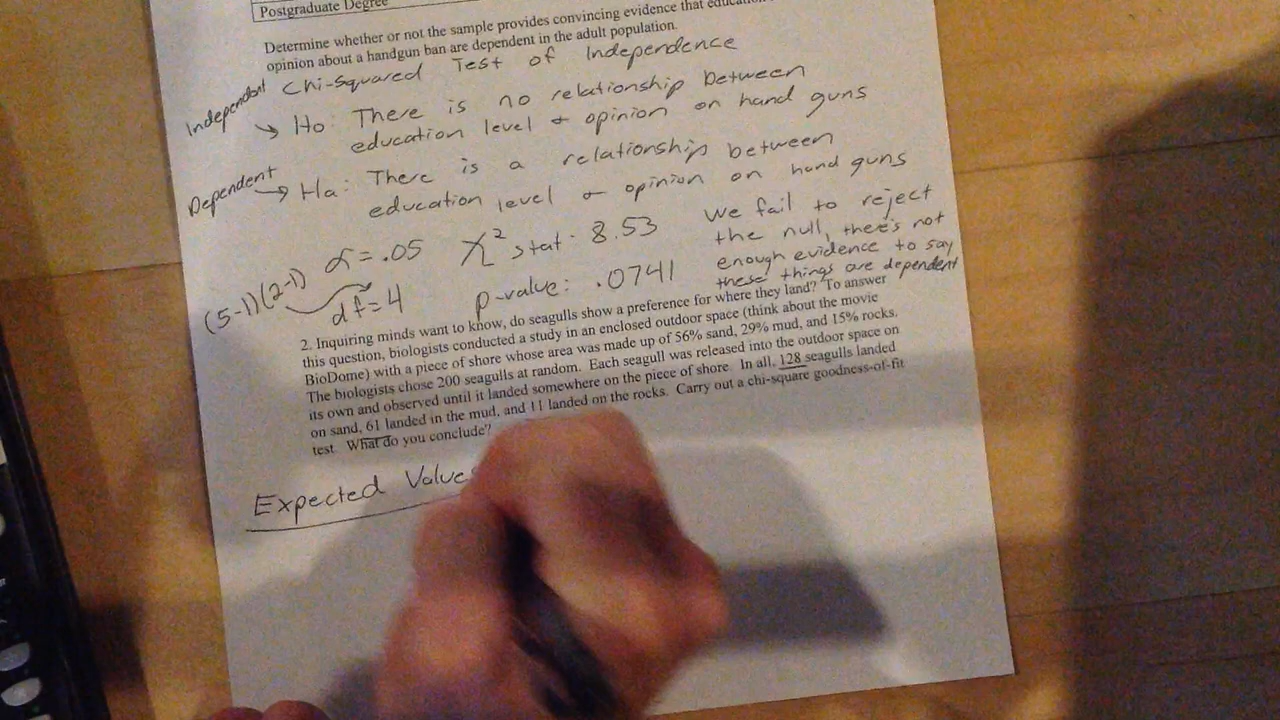 Postgraduate Degree
Determine whether or not the sample provides convincing evidence that education
opinion about a handgun ban are dependent in the adult population.
Chi-squared Test of Independence
Independent
→ Ho: There is no relationship between
education level + opinion on hand guns
Dependent
→ Ha: There is a relationship between
education level + opinion on hand guns
α = .05 X² stat: 8.53
(5-1)(2-1)
df = 4
p-value: .0741
We fail to reject
the null, there's not
enough evidence to say
these things are dependent
2. Inquiring minds want to know, do seagulls show a preference for where they land? To answer
this question, biologists conducted a study in an enclosed outdoor space (think about the movie
BioDome) with a piece of shore whose area was made up of 56% sand, 29% mud, and 15% rocks.
The biologists chose 200 seagulls at random. Each seagull was released into the outdoor space on
its own and observed until it landed somewhere on the piece of shore. In all, 128 seagulls landed
on sand, 61 landed in the mud, and 11 landed on the rocks. Carry out a chi-square goodness-of-fit
test. What do you conclude?
Expected Value